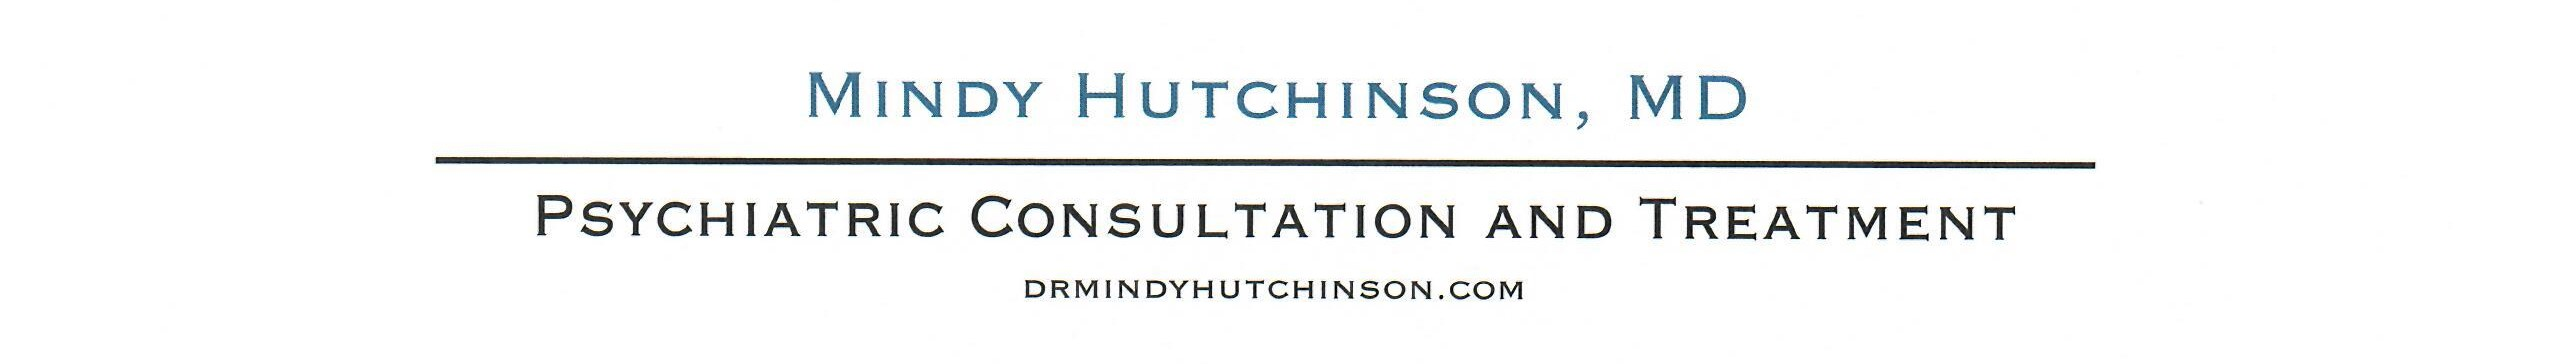 Mindy Hutchinson, MD
Psychiatric Consultation and Treatment
drmindyhutchinson.com